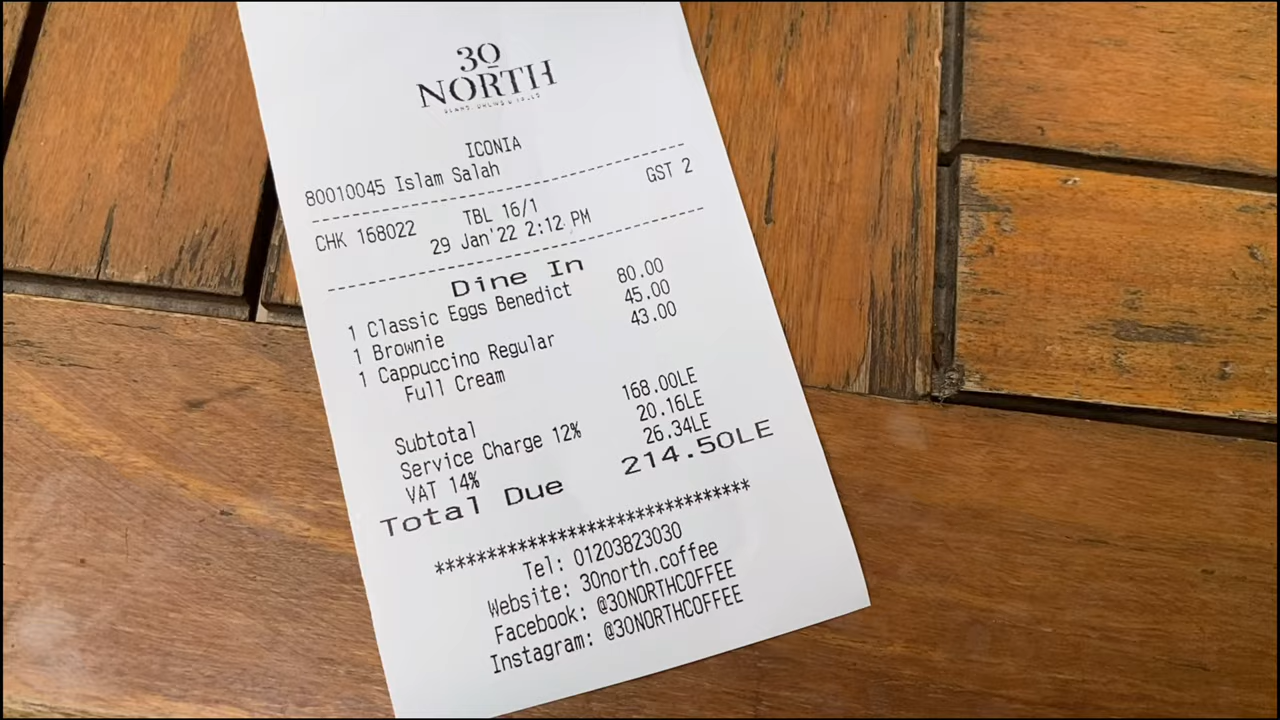 30
NORTH
ICONIA
80010045 Islam Salah
CHK 168022 TBL 16/1 GST 2
29 Jan'22 2:12 PM
Dine In
1 Classic Eggs Benedict 80.00
1 Brownie 45.00
1 Cappuccino Regular 43.00
Full Cream
Subtotal 168.00LE
Service Charge 12% 20.16LE
VAT 14% 26.34LE
Total Due 214.50LE
******************************
Tel: 01203823030
Website: 30north.coffee
Facebook: @30NORTHCOFFEE
Instagram: @30NORTHCOFFEE